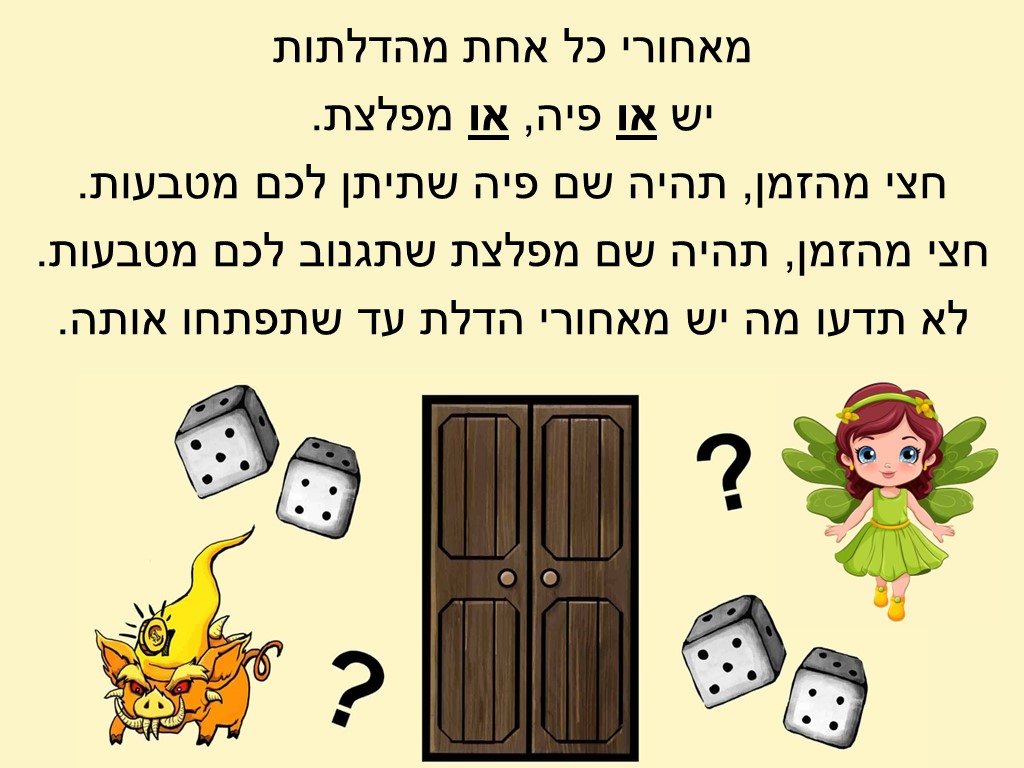 מאחורי כל אחת מהדלתות
יש או פיה, או מפלצת.
חצי מהזמן, תהיה שם פיה שתיתן לכם מטבעות.
חצי מהזמן, תהיה שם מפלצת שתגנוב לכם מטבעות.
לא תדעו מה יש מאחורי הדלת עד שתפתחו אותה.
?
?